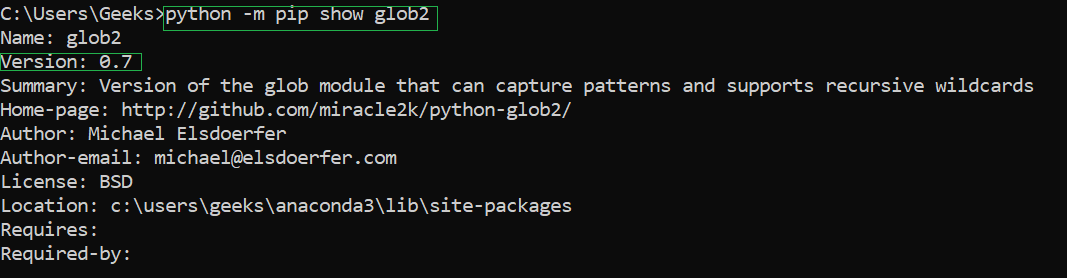 C:\Users\Geeks>python -m pip show glob2
Name: glob2
Version: 0.7
Summary: Version of the glob module that can capture patterns and supports recursive wildcards
Home-page: http://github.com/miracle2k/python-glob2/
Author: Michael Elsdoerfer
Author-email: michael@elsdoerfer.com
License: BSD
Location: c:\users\geeks\anaconda3\lib\site-packages
Requires:
Required-by: